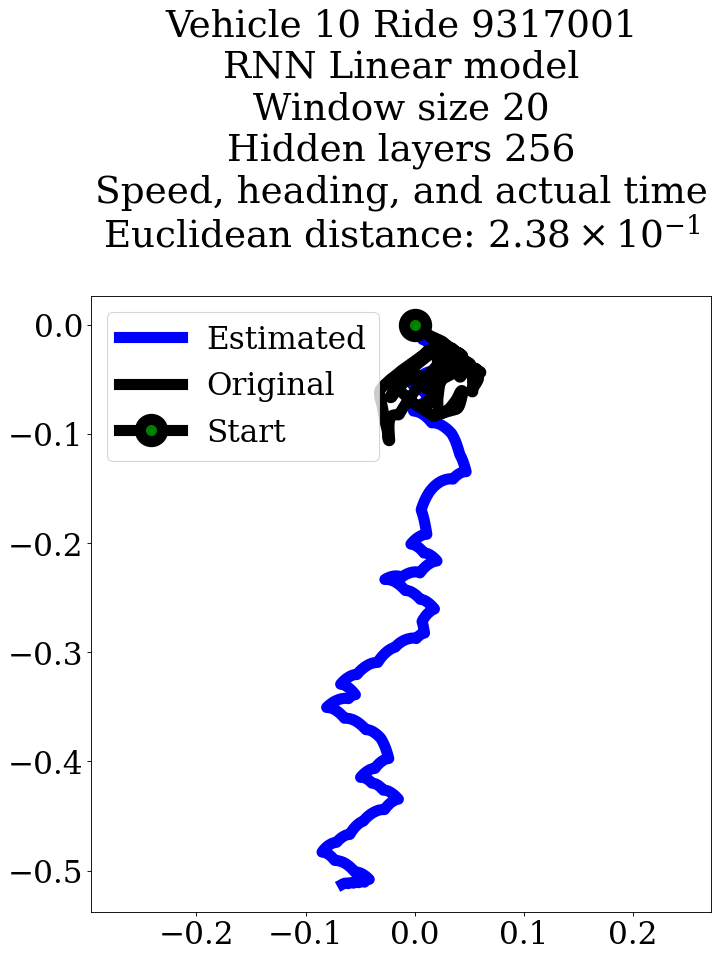 Vehicle 10 Ride 9317001
RNN Linear model
Window size 20
Hidden layers 256
Speed, heading, and actual time
Euclidean distance: 2.38 × 10⁻¹
Estimated
Original
Start
0.0
−0.1
−0.2
−0.3
−0.4
−0.5
−0.2 −0.1 0.0 0.1 0.2